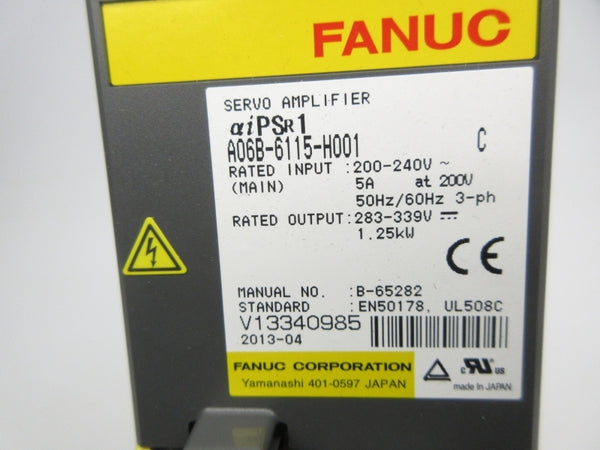 FANUC
SERVO AMPLIFIER
αiPSR1
A06B-6115-H001 C
RATED INPUT :200-240V ~
(MAIN) 5A at 200V
50Hz/60Hz 3-ph
RATED OUTPUT:283-339V ⎓
1.25kW
CE
MANUAL NO. :B-65282
STANDARD :EN50178, UL508C
V13340985
2013-04
FANUC CORPORATION
Yamanashi 401-0597 JAPAN
c RU us
made in JAPAN